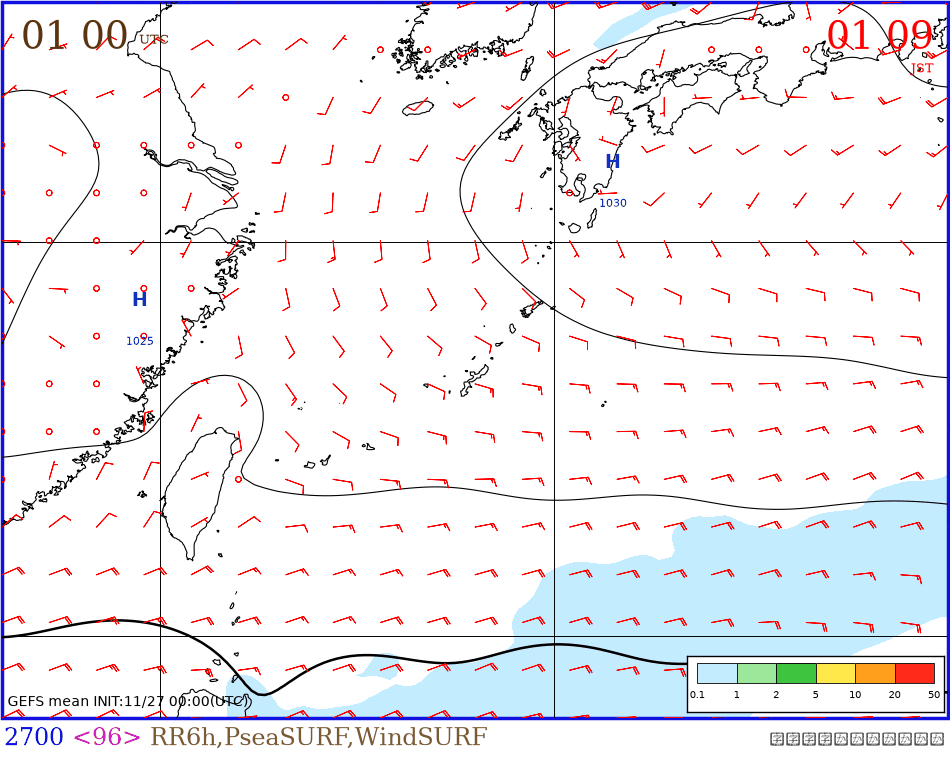 01 00 UTC
01 09
JST
H
1030
H
1025
0.1 1 2 5 10 20 50
GEFS mean INIT:11/27 00:00(UTC)
2700 <96> RR6h,PseaSURF,WindSURF